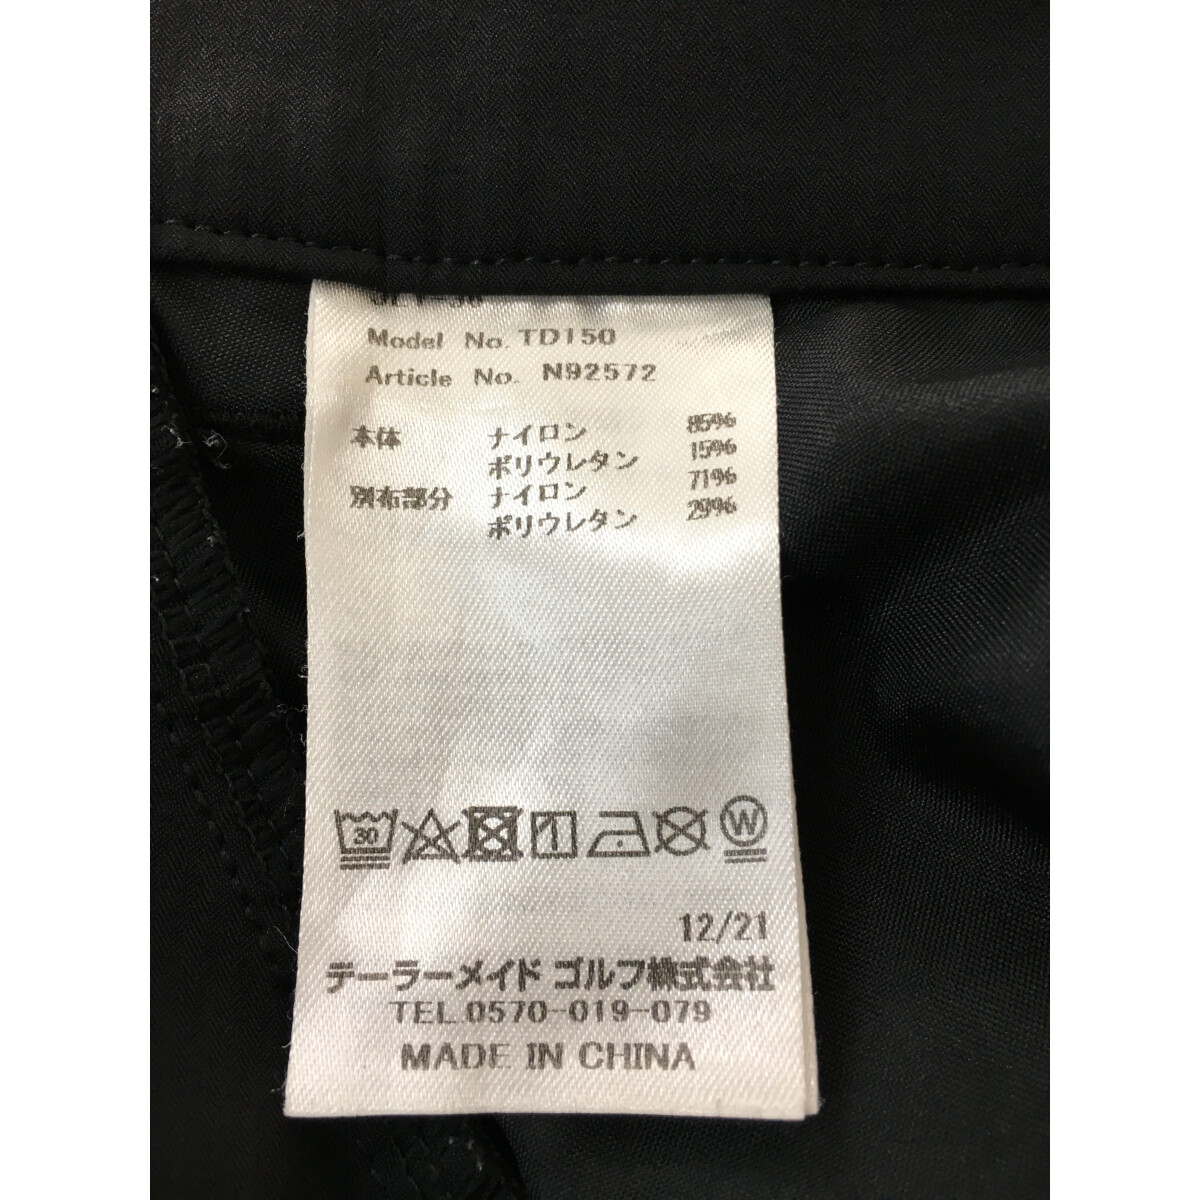 Model No. TD150
Article No. N92572
本体 ナイロン 85%
ポリウレタン 15%
別布部分 ナイロン 71%
ポリウレタン 29%
30
W
12/21
テーラーメイド ゴルフ株式会社
TEL.0570-019-079
MADE IN CHINA